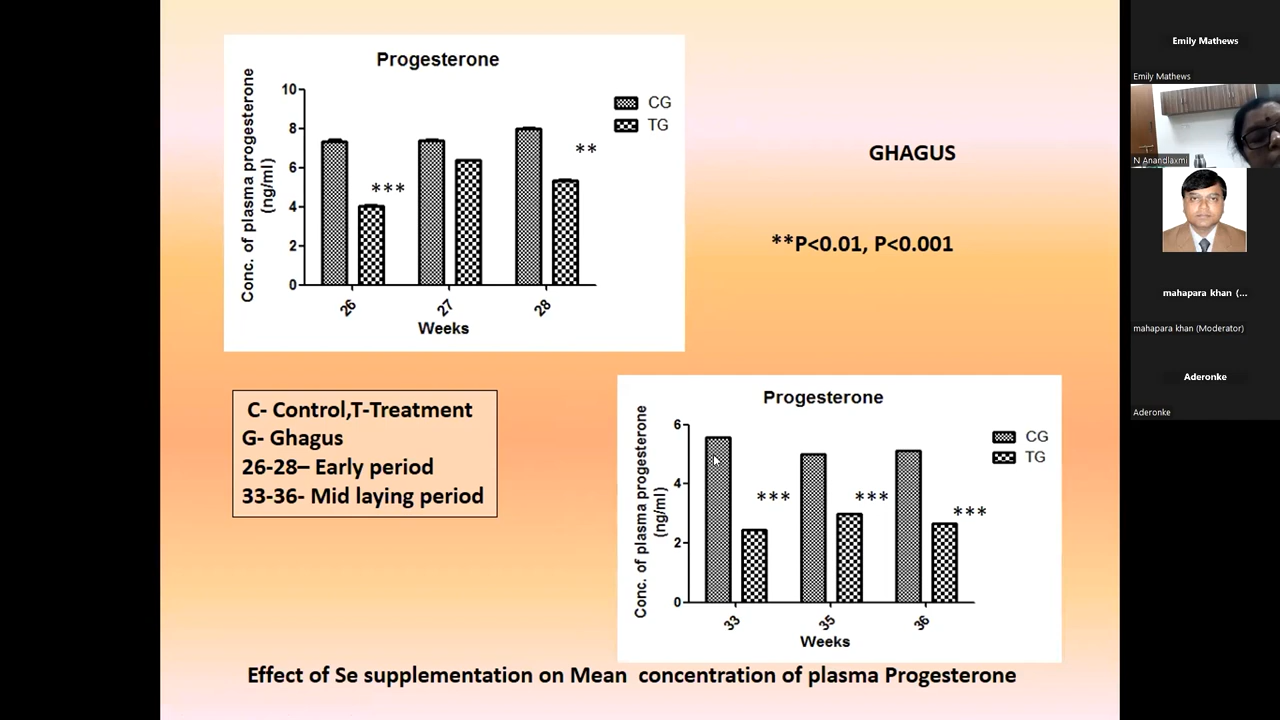 Progesterone
Conc. of plasma progesterone
(ng/ml)
10
8
6
4
2
0
***
**
CG
TG
26
27
28
Weeks
GHAGUS
**P<0.01, P<0.001
C- Control,T-Treatment
G- Ghagus
26-28– Early period
33-36- Mid laying period
Progesterone
Conc. of plasma progesterone
(ng/ml)
6
4
2
0
***
***
***
CG
TG
33
35
36
Weeks
Effect of Se supplementation on Mean concentration of plasma Progesterone
Emily Mathews
Emily Mathews
N Anandlaxmi
mahapara khan (...
mahapara khan (Moderator)
Aderonke
Aderonke